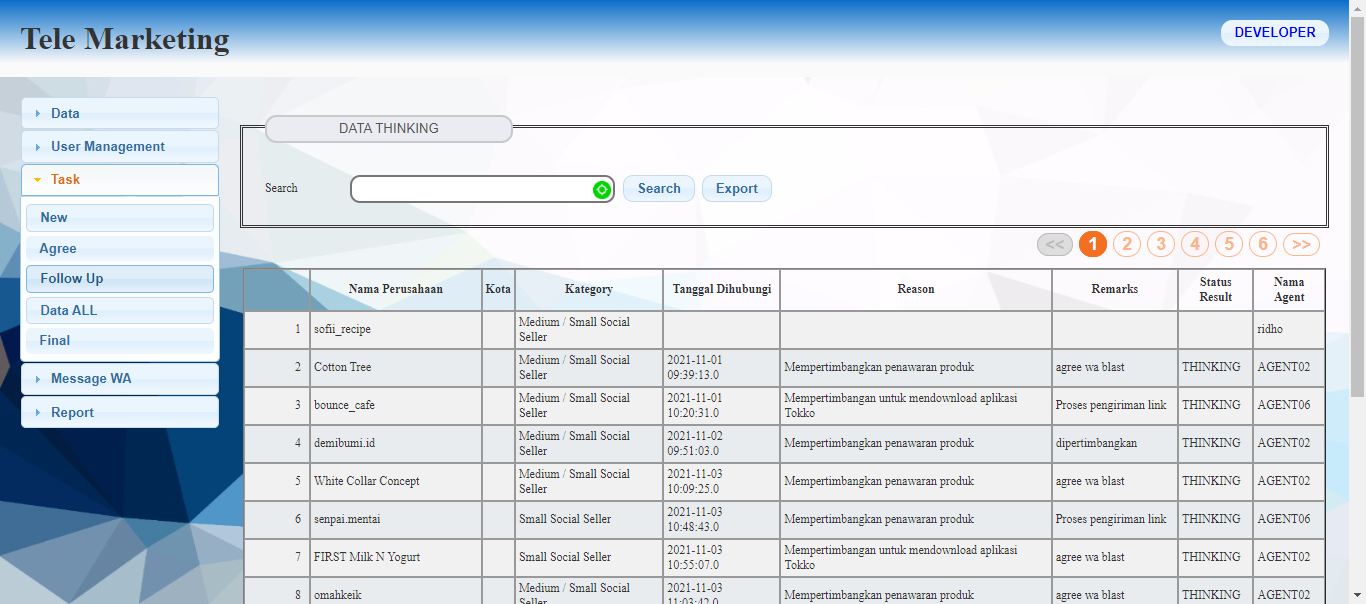 Tele Marketing
DEVELOPER
Data
User Management
Task
New
Agree
Follow Up
Data ALL
Final
Message WA
Report
DATA THINKING
Search Search Export
<< 1 2 3 4 5 6 >>
Nama Perusahaan Kota Kategory Tanggal Dihubungi Reason Remarks Status Result Nama Agent
1 sofii_recipe Medium / Small Social Seller ridho
2 Cotton Tree Medium / Small Social Seller 2021-11-01 09:39:13.0 Mempertimbangkan penawaran produk agree wa blast THINKING AGENT02
3 bounce_cafe Medium / Small Social Seller 2021-11-01 10:20:31.0 Mempertimbangan untuk mendownload aplikasi Tokko Proses pengiriman link THINKING AGENT06
4 demibumi.id Medium / Small Social Seller 2021-11-02 09:51:03.0 Mempertimbangkan penawaran produk dipertimbangkan THINKING AGENT02
5 White Collar Concept Medium / Small Social Seller 2021-11-03 10:09:25.0 Mempertimbangkan penawaran produk agree wa blast THINKING AGENT02
6 senpai.mentai Small Social Seller 2021-11-03 10:48:43.0 Mempertimbangkan penawaran produk Proses pengiriman link THINKING AGENT06
7 FIRST Milk N Yogurt Small Social Seller 2021-11-03 10:55:07.0 Mempertimbangan untuk mendownload aplikasi Tokko agree wa blast THINKING AGENT02
8 omahkeik Medium / Small Social Seller 2021-11-03 11:03:42.0 Mempertimbangkan penawaran produk agree wa blast THINKING AGENT02